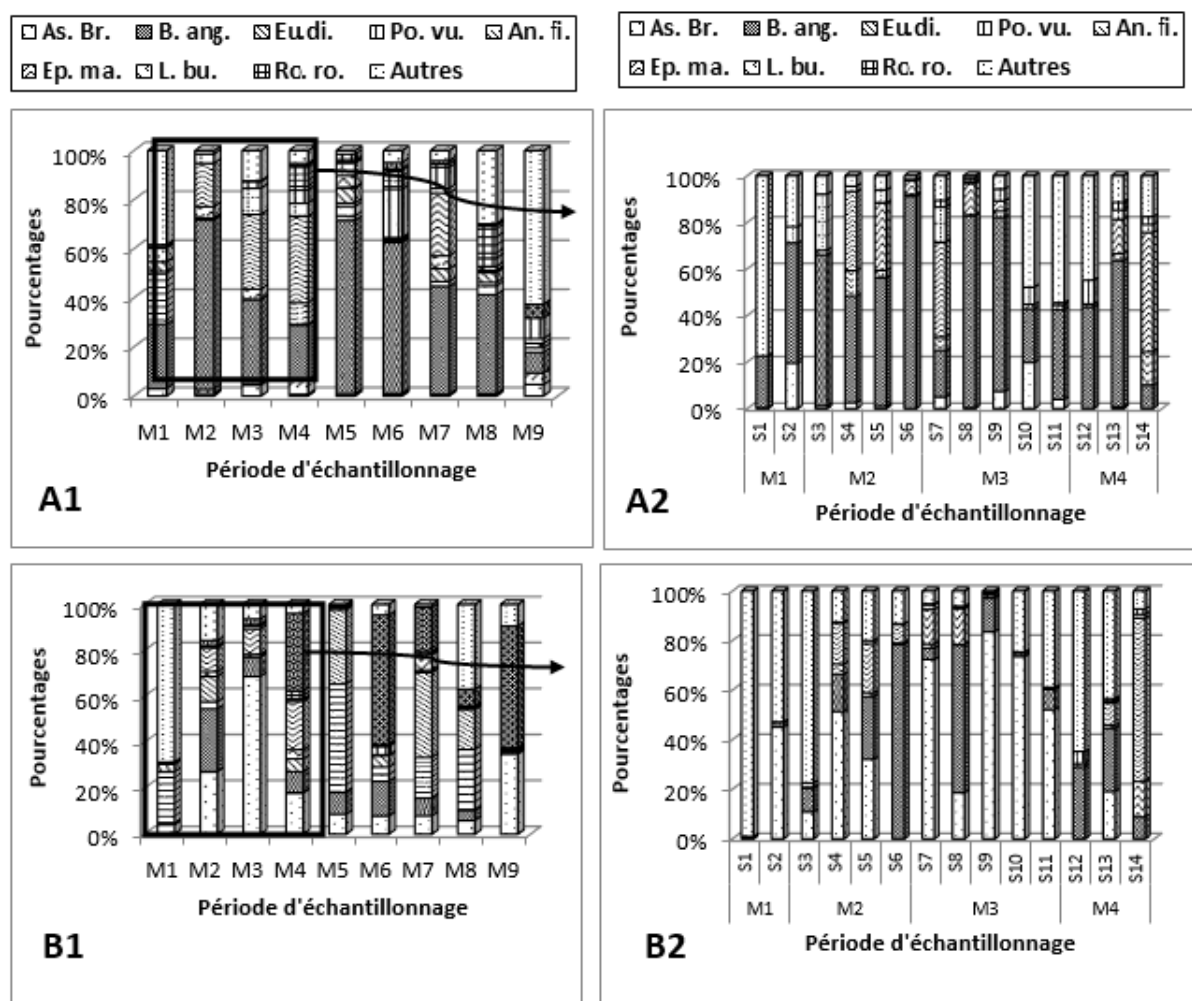 As. Br. B. ang. Eu.di. Po. vu. An. fi.
Ep. ma. L. bu. Ro. ro. Autres
As. Br. B. ang. Eu.di. Po. vu. An. fi.
Ep. ma. L. bu. Ro. ro. Autres
Pourcentages
100%
80%
60%
40%
20%
0%
M1 M2 M3 M4 M5 M6 M7 M8 M9
Période d'échantillonnage
A1
Pourcentages
100%
80%
60%
40%
20%
0%
S1 S2 S3 S4 S5 S6 S7 S8 S9 S10 S11 S12 S13 S14
M1 M2 M3 M4
Période d'échantillonnage
A2
Pourcentages
100%
80%
60%
40%
20%
0%
M1 M2 M3 M4 M5 M6 M7 M8 M9
Période d'échantillonnage
B1
Pourcentages
100%
80%
60%
40%
20%
0%
S1 S2 S3 S4 S5 S6 S7 S8 S9 S10 S11 S12 S13 S14
M1 M2 M3 M4
Période d'échantillonnage
B2